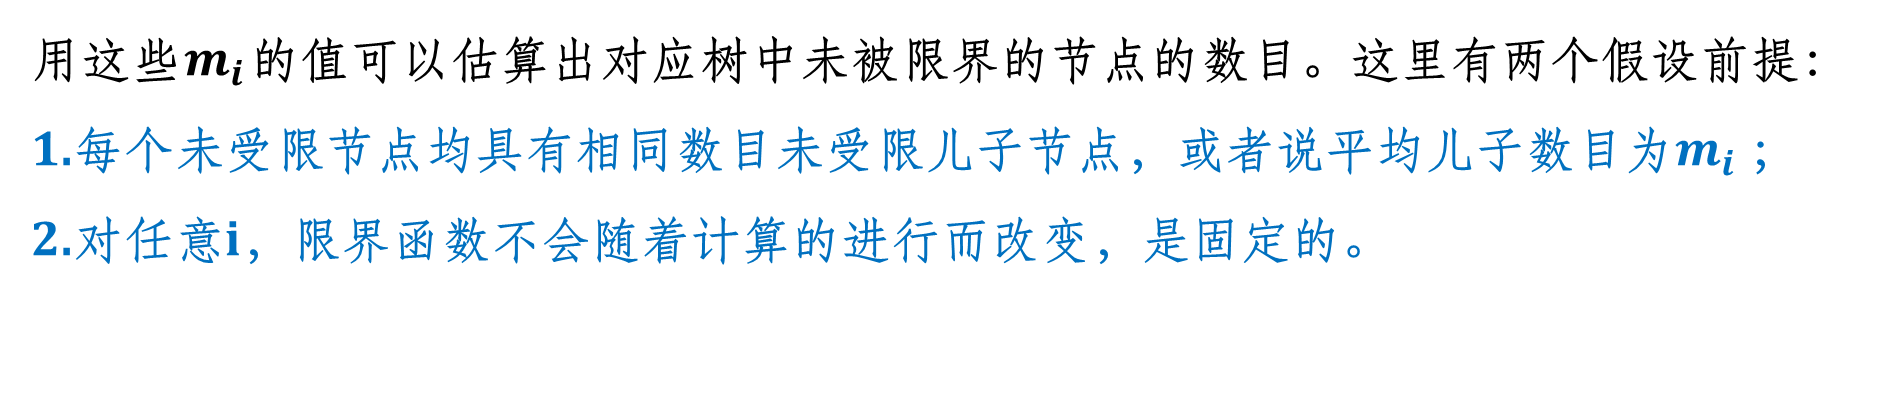 用这些mi的值可以估算出对应树中未被限界的节点的数目。这里有两个假设前提：
1.每个未受限节点均具有相同数目未受限儿子节点，或者说平均儿子数目为mi；
2.对任意i，限界函数不会随着计算的进行而改变，是固定的。